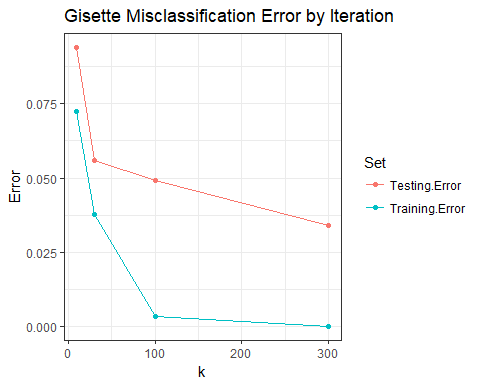 Gisette Misclassification Error by Iteration
Error
0.075
0.050
0.025
0.000
0
100
200
300
k
Set
Testing.Error
Training.Error